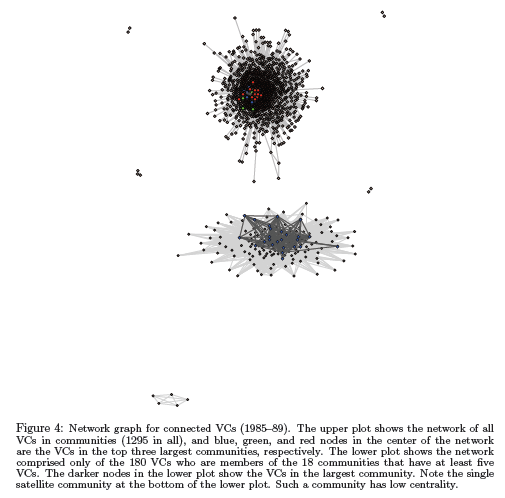 Figure 4: Network graph for connected VCs (1985-89). The upper plot shows the network of all
VCs in communities (1295 in all), and blue, green, and red nodes in the center of the network
are the VCs in the top three largest communities, respectively. The lower plot shows the network
comprised only of the 180 VCs who are members of the 18 communities that have at least five
VCs. The darker nodes in the lower plot show the VCs in the largest community. Note the single
satellite community at the bottom of the lower plot. Such a community has low centrality.